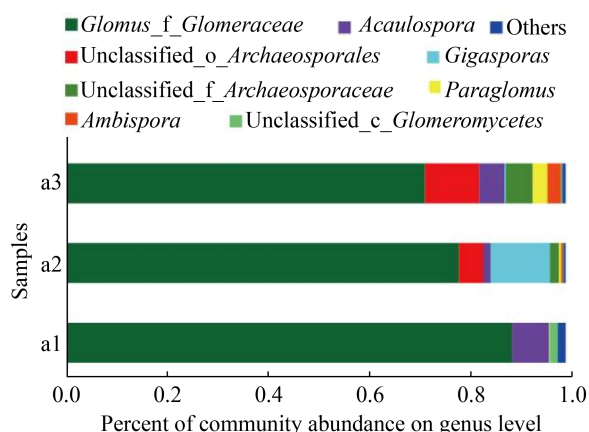 Glomus_f_Glomeraceae Acaulospora Others
Unclassified_o_Archaeosporales Gigasporas
Unclassified_f_Archaeosporaceae Paraglomus
Ambispora Unclassified_c_Glomeromycetes
Samples
a3
a2
a1
0.0 0.2 0.4 0.6 0.8 1.0
Percent of community abundance on genus level